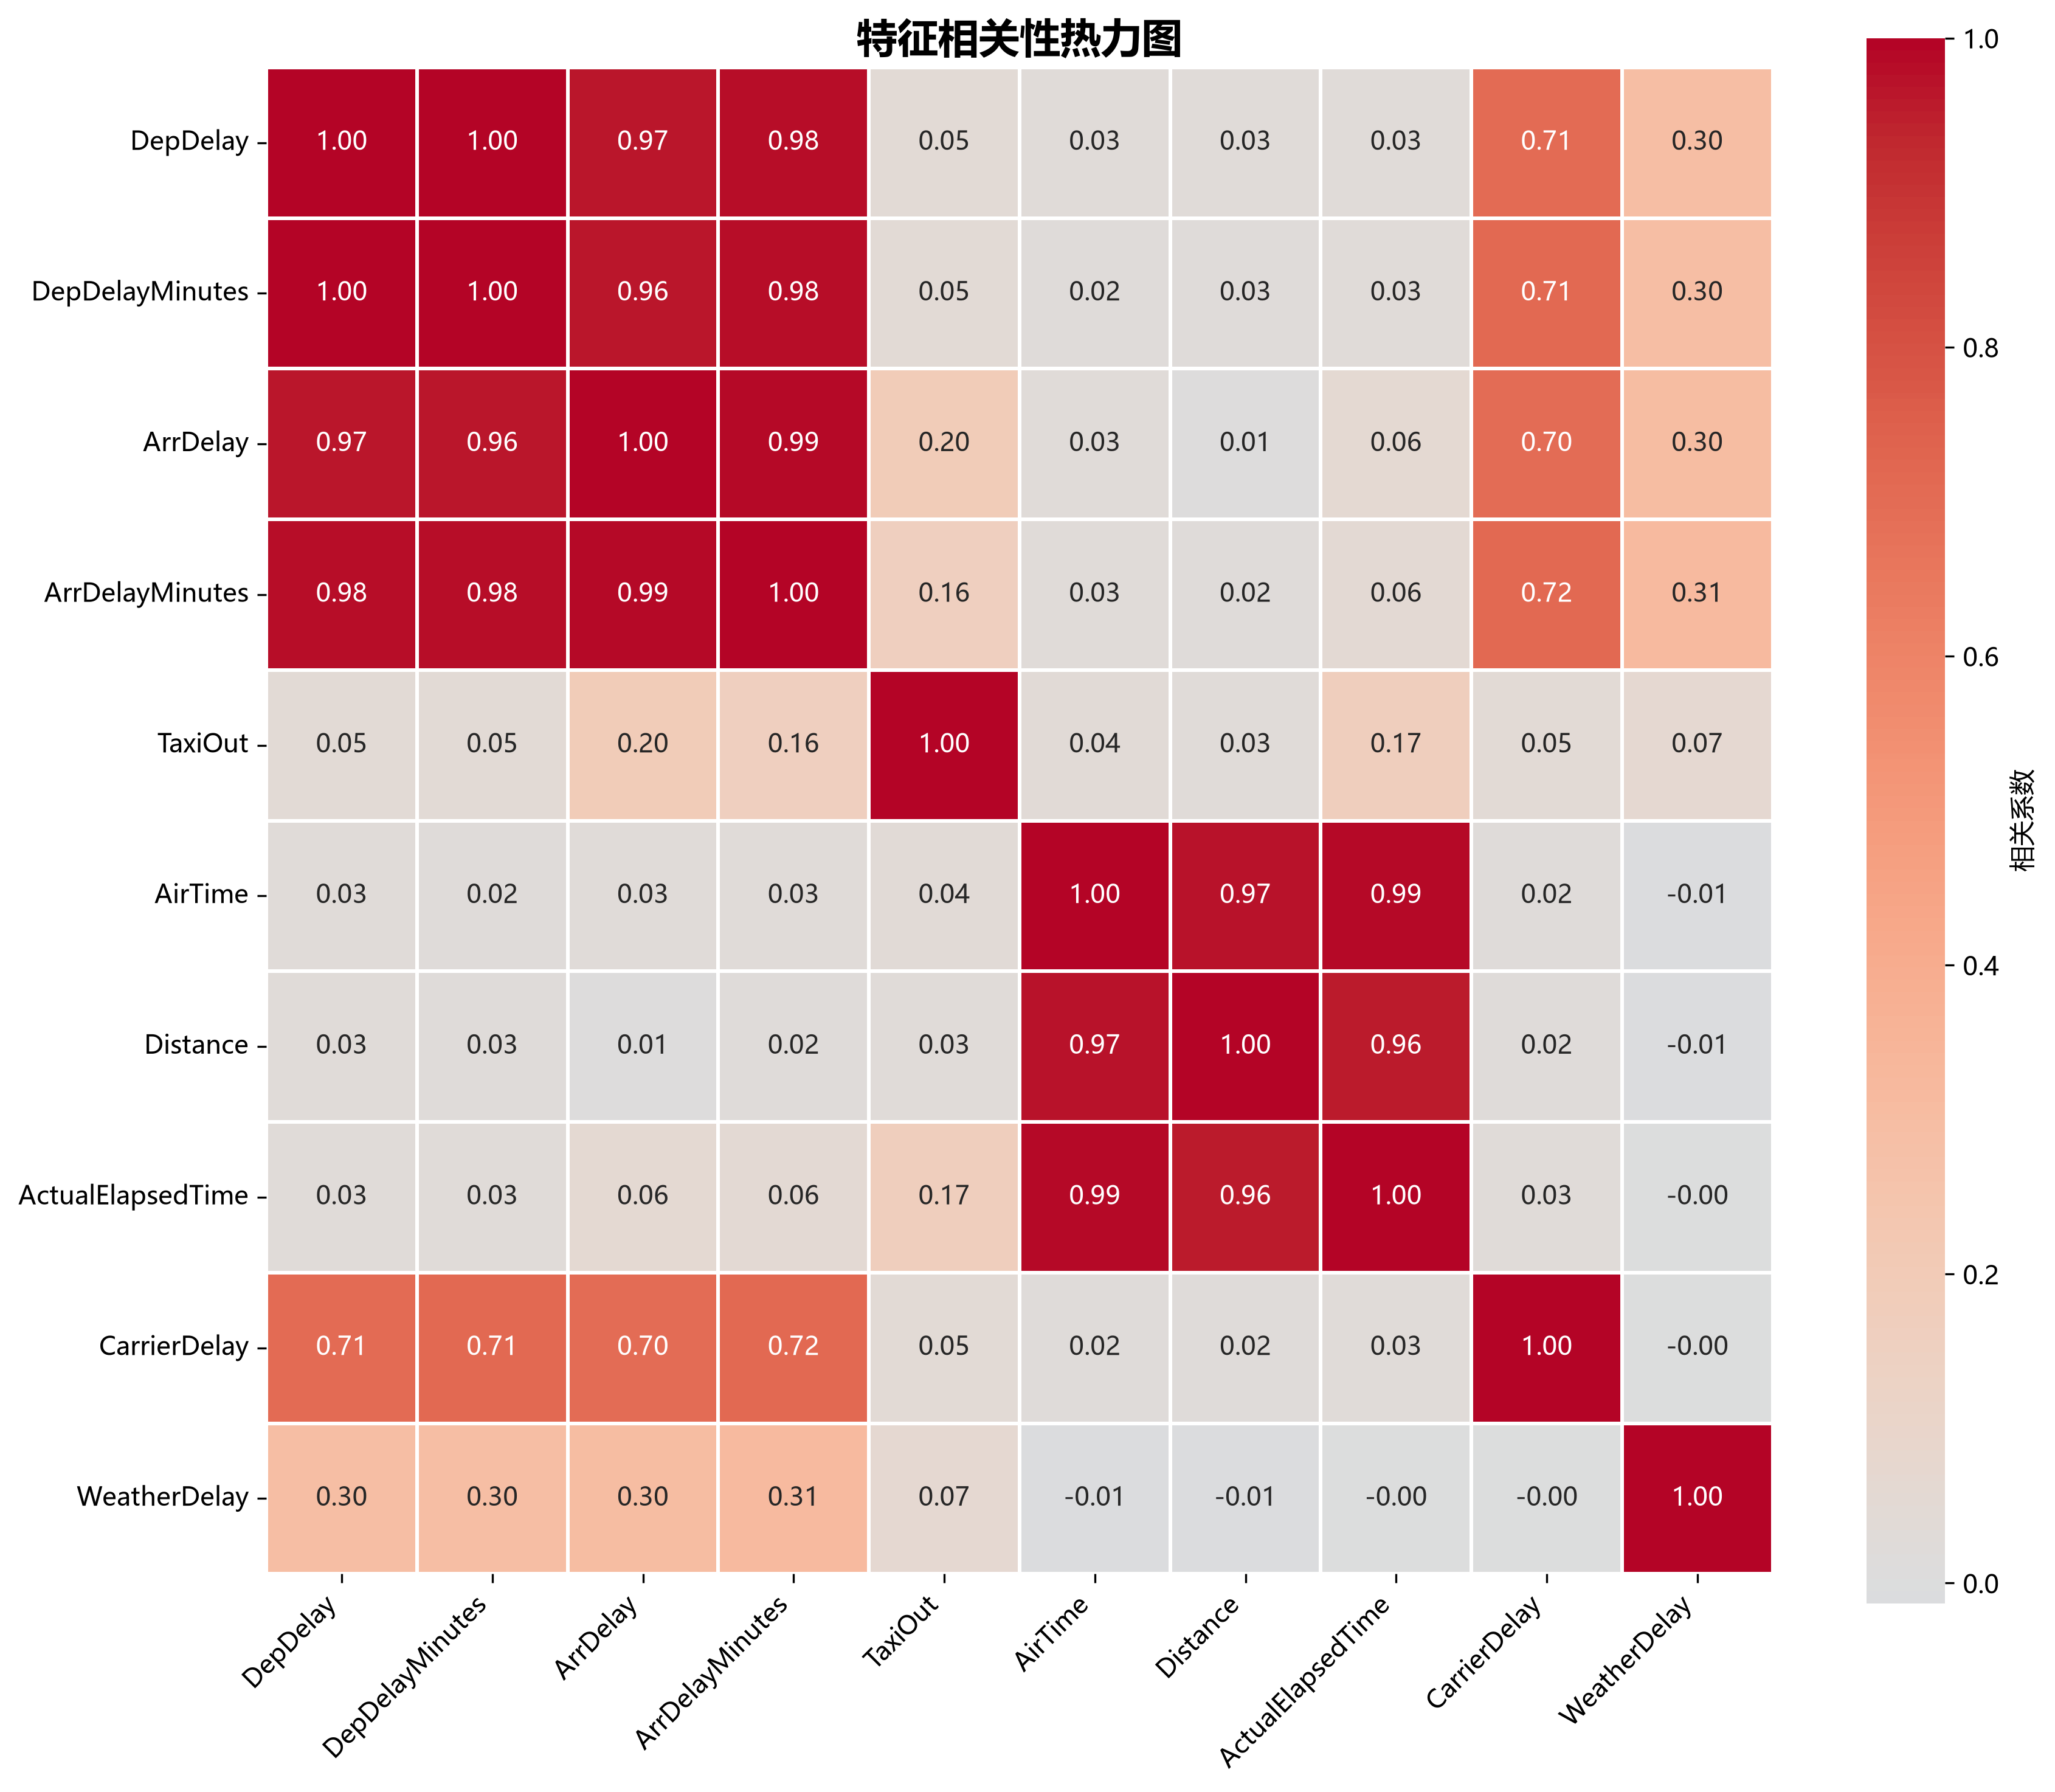 特征相关性热力图
DepDelay 1.00 1.00 0.97 0.98 0.05 0.03 0.03 0.03 0.71 0.30
DepDelayMinutes 1.00 1.00 0.96 0.98 0.05 0.02 0.03 0.03 0.71 0.30
ArrDelay 0.97 0.96 1.00 0.99 0.20 0.03 0.01 0.06 0.70 0.30
ArrDelayMinutes 0.98 0.98 0.99 1.00 0.16 0.03 0.02 0.06 0.72 0.31
TaxiOut 0.05 0.05 0.20 0.16 1.00 0.04 0.03 0.17 0.05 0.07
AirTime 0.03 0.02 0.03 0.03 0.04 1.00 0.97 0.99 0.02 -0.01
Distance 0.03 0.03 0.01 0.02 0.03 0.97 1.00 0.96 0.02 -0.01
ActualElapsedTime 0.03 0.03 0.06 0.06 0.17 0.99 0.96 1.00 0.03 -0.00
CarrierDelay 0.71 0.71 0.70 0.72 0.05 0.02 0.02 0.03 1.00 -0.00
WeatherDelay 0.30 0.30 0.30 0.31 0.07 -0.01 -0.01 -0.00 -0.00 1.00
DepDelay
DepDelayMinutes
ArrDelay
ArrDelayMinutes
TaxiOut
AirTime
Distance
ActualElapsedTime
CarrierDelay
WeatherDelay
1.0
0.8
0.6
0.4
0.2
0.0
相关系数